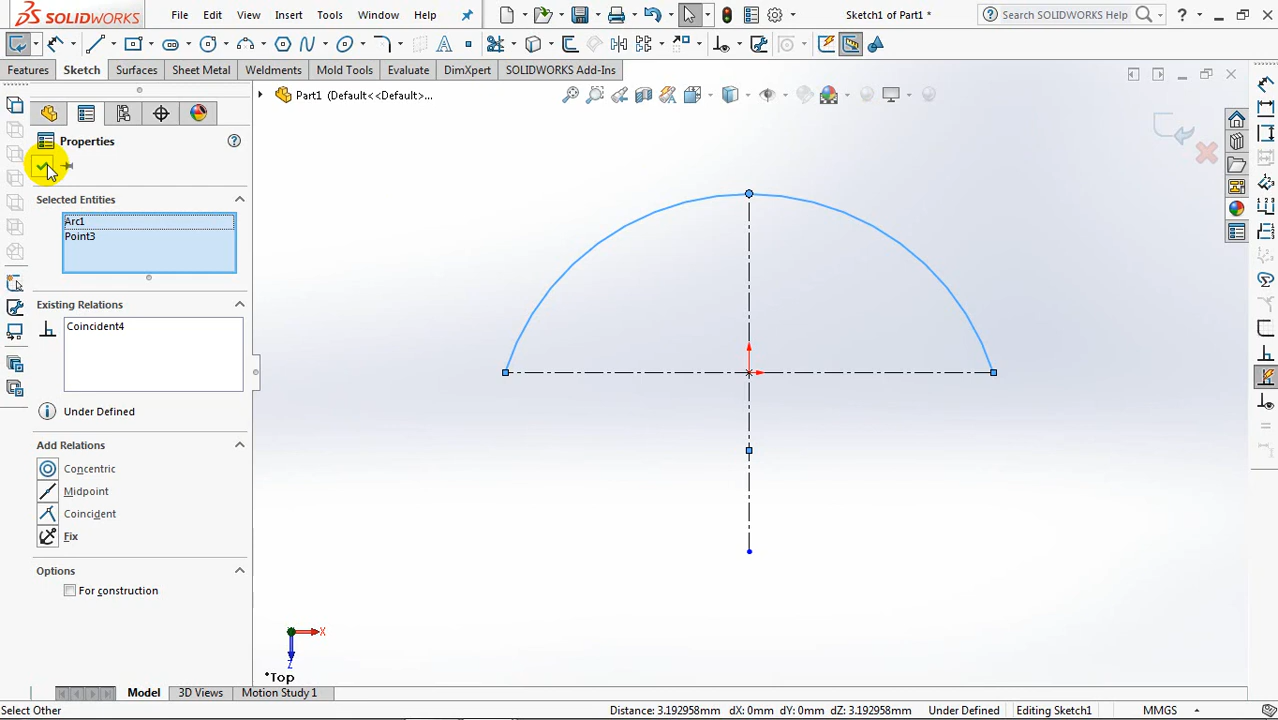 SOLIDWORKS File Edit View Insert Tools Window Help Sketch1 of Part1 * Search SOLIDWORKS Help ?
Features Sketch Surfaces Sheet Metal Weldments Mold Tools Evaluate DimXpert SOLIDWORKS Add-Ins
Part1 (Default<<Default>...
Properties ?
Selected Entities
Arc1
Point3
Existing Relations
Coincident4
Under Defined
Add Relations
Concentric
Midpoint
Coincident
Fix
Options
For construction
X
Z
*Top
Model 3D Views Motion Study 1
Select Other Distance: 3.192958mm dX: 0mm dY: 0mm dZ: 3.192958mm Under Defined Editing Sketch1 MMGS